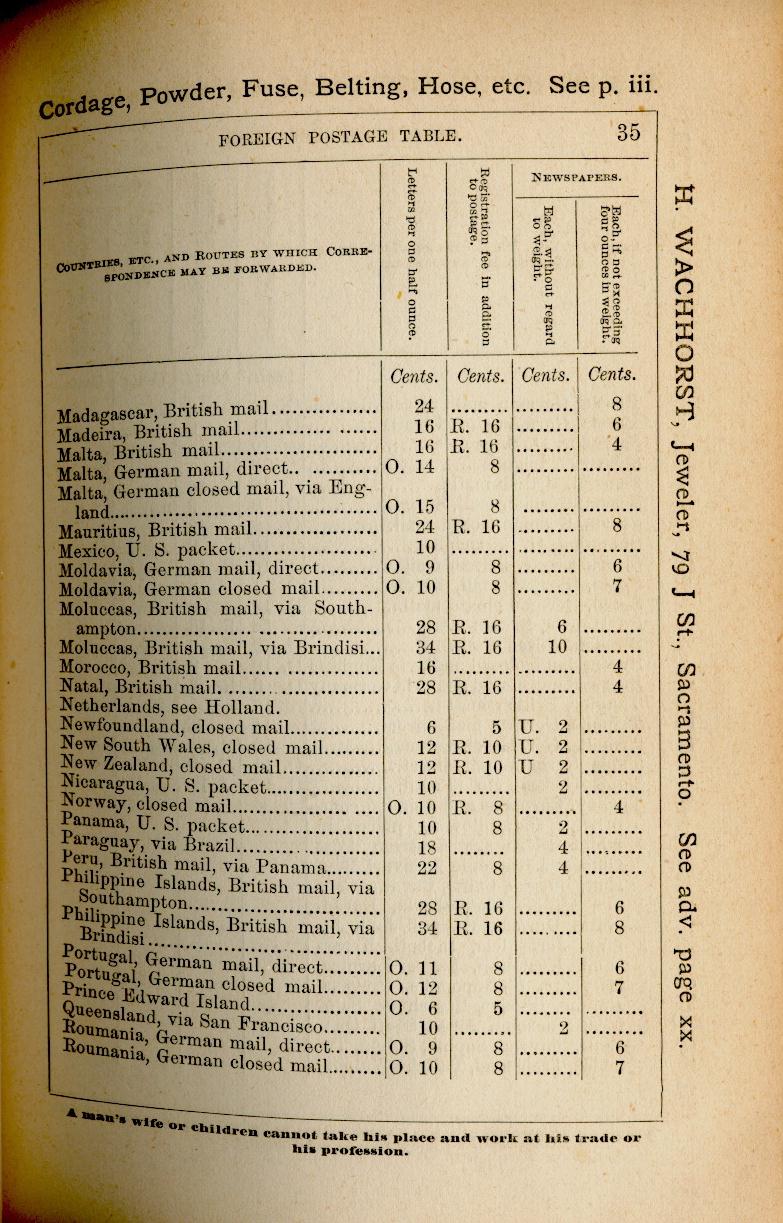 Cordage, Powder, Fuse, Belting, Hose, etc. See p. iii.
FOREIGN POSTAGE TABLE. 35
COUNTRIES, ETC., AND ROUTES BY WHICH CORRE-
SPONDENCE MAY BE FORWARDED.
Letters per one half ounce.
Registration fee in addition
to postage.
NEWSPAPERS.
Each, without regard
to weight.
Each, if not exceeding
four ounces in weight.
Cents. Cents. Cents. Cents.
Madagascar, British mail................ 24 ......... ......... 8
Madeira, British mail.............. ...... 16 R. 16 ......... 6
Malta, British mail........................ 16 R. 16 ......... 4
Malta, German mail, direct.. ........... O. 14 8 ......... .........
Malta, German closed mail, via Eng-
land......................................... O. 15 8 ......... .........
Mauritius, British mail................... 24 R. 16 ......... 8
Mexico, U. S. packet..................... 10 ......... ......... .........
Moldavia, German mail, direct......... O. 9 8 ......... 6
Moldavia, German closed mail......... O. 10 8 ......... 7
Moluccas, British mail, via South-
ampton.................. .................. 28 R. 16 6 .........
Moluccas, British mail, via Brindisi... 34 R. 16 10 .........
Morocco, British mail...... ............. 16 ......... ......... 4
Natal, British mail. ....................... 28 R. 16 ......... 4
Netherlands, see Holland.
Newfoundland, closed mail.............. 6 5 U. 2 .........
New South Wales, closed mail......... 12 R. 10 U. 2 .........
New Zealand, closed mail............... 12 R. 10 U 2 .........
Nicaragua, U. S. packet.................. 10 ......... 2 .........
Norway, closed mail.................. .... O. 10 R. 8 ......... 4
Panama, U. S. packet..................... 10 8 2 .........
Paraguay, via Brazil...................... 18 ........ 4 .........
Peru, British mail, via Panama......... 22 8 4 .........
Philippine Islands, British mail, via
Southampton.............................. 28 R. 16 ......... 6
Philippine Islands, British mail, via
Brindisi..................................... 34 R. 16 ......... 8
Portugal, German mail, direct......... O. 11 8 ......... 6
Portugal, German closed mail......... O. 12 8 ......... 7
Prince Edward Island.................... O. 6 5 ......... .........
Queensland, via San Francisco......... 10 ......... 2 .........
Roumania, German mail, direct........ O. 9 8 ......... 6
Roumania, German closed mail......... O. 10 8 ......... 7
A man's wife or children cannot take his place and work at his trade or
his profession.
H. WACHHORST, Jeweler, 79 J St., Sacramento. See adv. page xx.